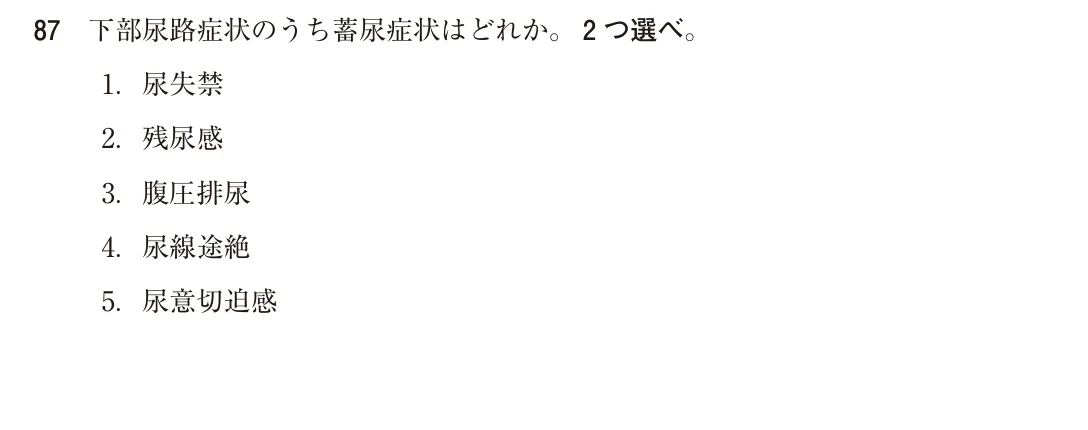 87 下部尿路症状のうち蓄尿症状はどれか。2つ選べ。
1. 尿失禁
2. 残尿感
3. 腹圧排尿
4. 尿線途絶
5. 尿意切迫感